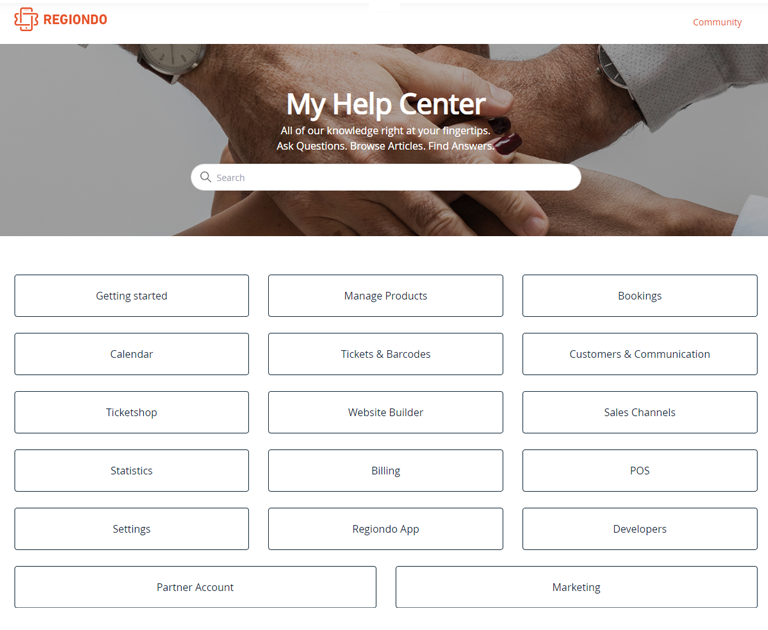 REGIONDO
Community
My Help Center
All of our knowledge right at your fingertips.
Ask Questions. Browse Articles. Find Answers.
Search
Getting started
Manage Products
Bookings
Calendar
Tickets & Barcodes
Customers & Communication
Ticketshop
Website Builder
Sales Channels
Statistics
Billing
POS
Settings
Regiondo App
Developers
Partner Account
Marketing